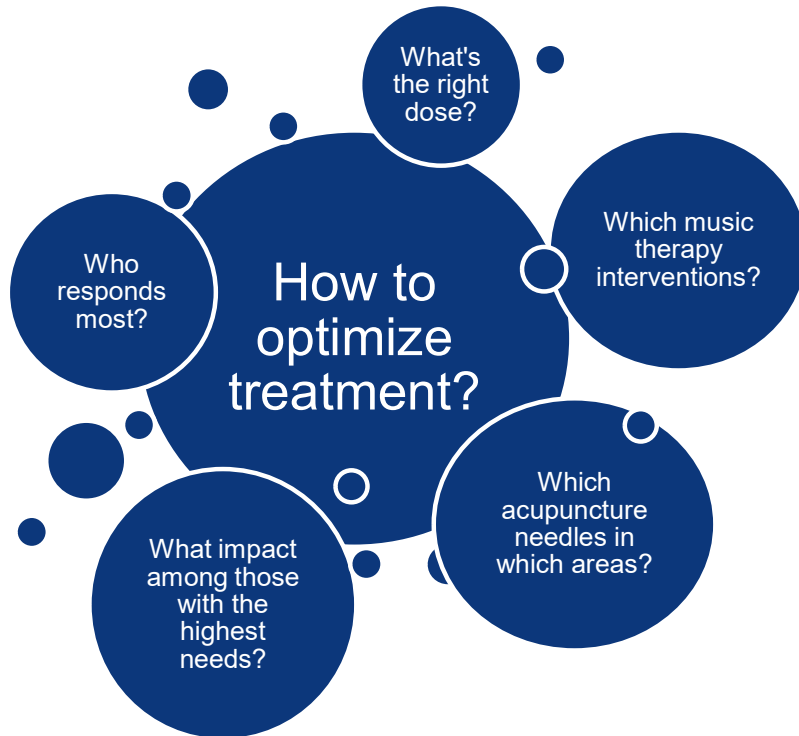 What's
the right
dose?
Which music
therapy
interventions?
Who
responds
most?
How to
optimize
treatment?
Which
acupuncture
needles in
which areas?
What impact
among those
with the
highest
needs?